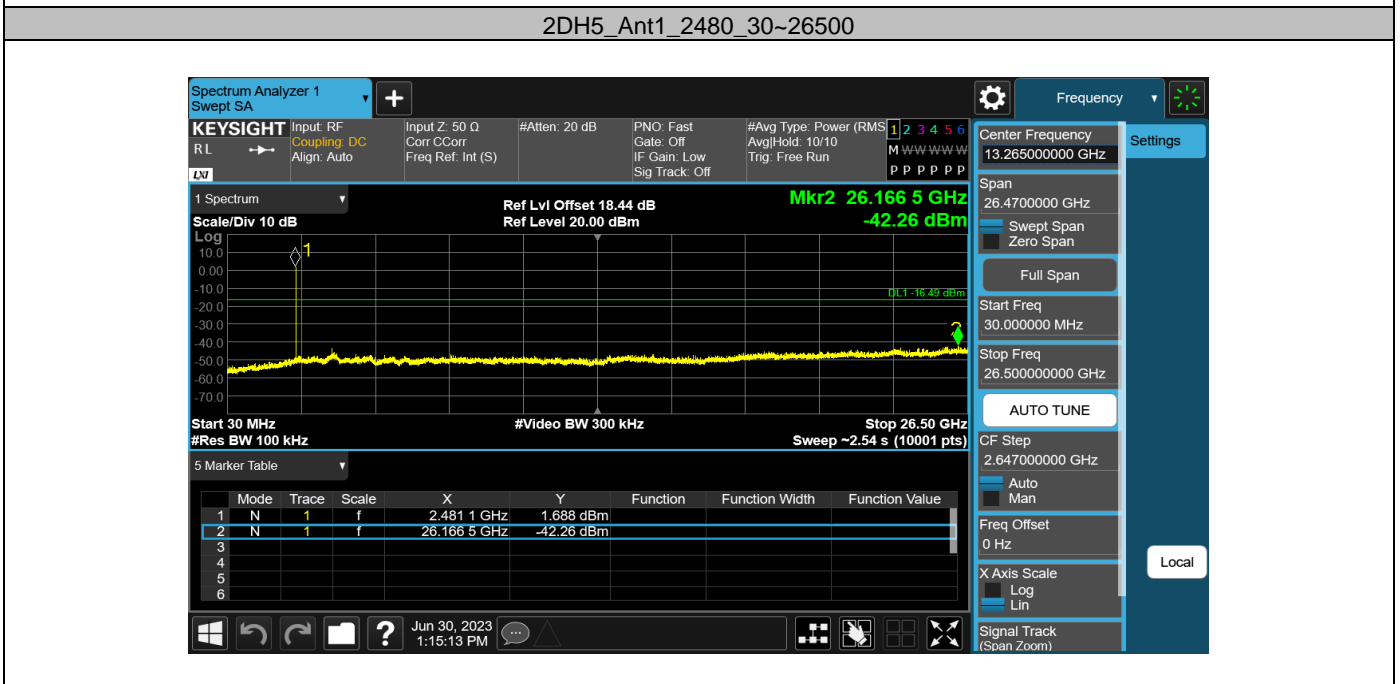 2DH5_Ant1_2480_30~26500
Spectrum Analyzer 1
Swept SA
Frequency
KEYSIGHT
R L
LXI
Input: RF
Coupling: DC
Align: Auto
Input Z: 50 Ω
Corr CCorr
Freq Ref: Int (S)
#Atten: 20 dB
PNO: Fast
Gate: Off
IF Gain: Low
Sig Track: Off
#Avg Type: Power (RMS
Avg|Hold: 10/10
Trig: Free Run
1 2 3 4 5 6
M W W W W W
P P P P P P
1 Spectrum
Scale/Div 10 dB
Ref Lvl Offset 18.44 dB
Ref Level 20.00 dBm
Mkr2 26.166 5 GHz
-42.26 dBm
Log
10.0
0.00
-10.0
-20.0
-30.0
-40.0
-50.0
-60.0
-70.0
1
DL1 -16.49 dBm
2
Start 30 MHz
#Res BW 100 kHz
#Video BW 300 kHz
Stop 26.50 GHz
Sweep ~2.54 s (10001 pts)
5 Marker Table
Mode Trace Scale X Y Function Function Width Function Value
1 N 1 f 2.481 1 GHz 1.688 dBm
2 N 1 f 26.166 5 GHz -42.26 dBm
3
4
5
6
Center Frequency
13.265000000 GHz
Settings
Span
26.4700000 GHz
Swept Span
Zero Span
Full Span
Start Freq
30.000000 MHz
Stop Freq
26.500000000 GHz
AUTO TUNE
CF Step
2.647000000 GHz
Auto
Man
Freq Offset
0 Hz
Local
X Axis Scale
Log
Lin
Signal Track
(Span Zoom)
?
Jun 30, 2023
1:15:13 PM